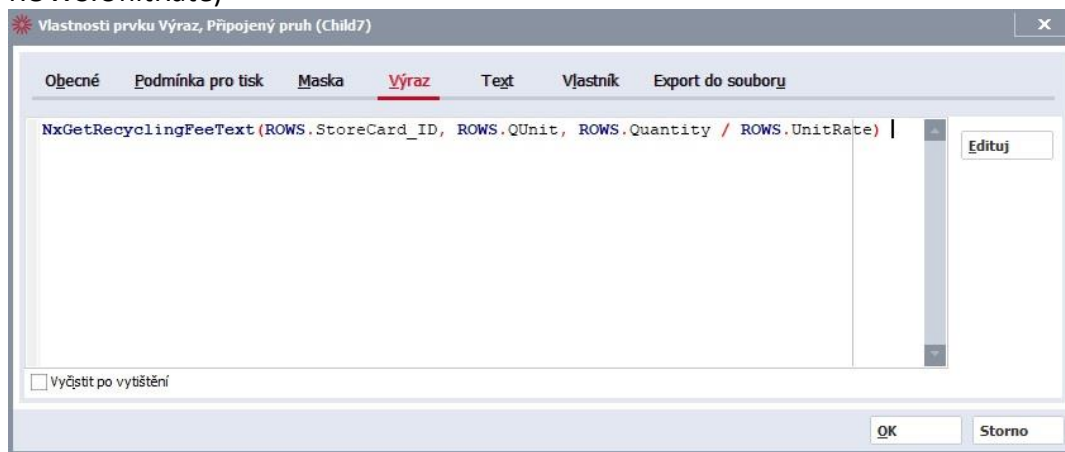 Vlastnosti prvku Výraz, Připojený pruh (Child7)
Obecné Podmínka pro tisk Maska Výraz Text Vlastník Export do souboru
NxGetRecyclingFeeText(ROWS.StoreCard_ID, ROWS.QUnit, ROWS.Quantity / ROWS.UnitRate)
Edituj
Vyčistit po vytištění
OK Storno